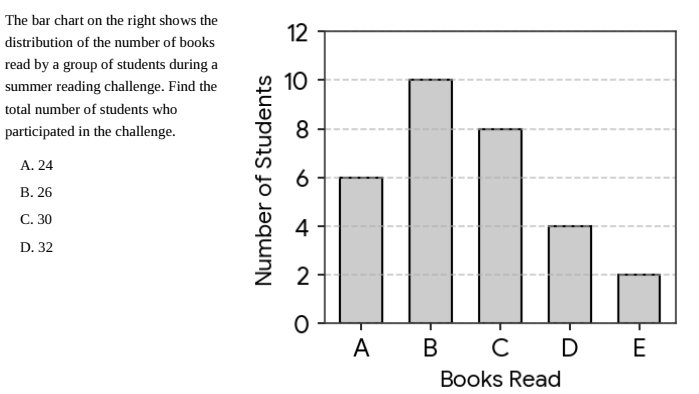 The bar chart on the right shows the
distribution of the number of books
read by a group of students during a
summer reading challenge. Find the
total number of students who
participated in the challenge.
A. 24
B. 26
C. 30
D. 32
Number of Students
12
10
8
6
4
2
0
A B C D E
Books Read